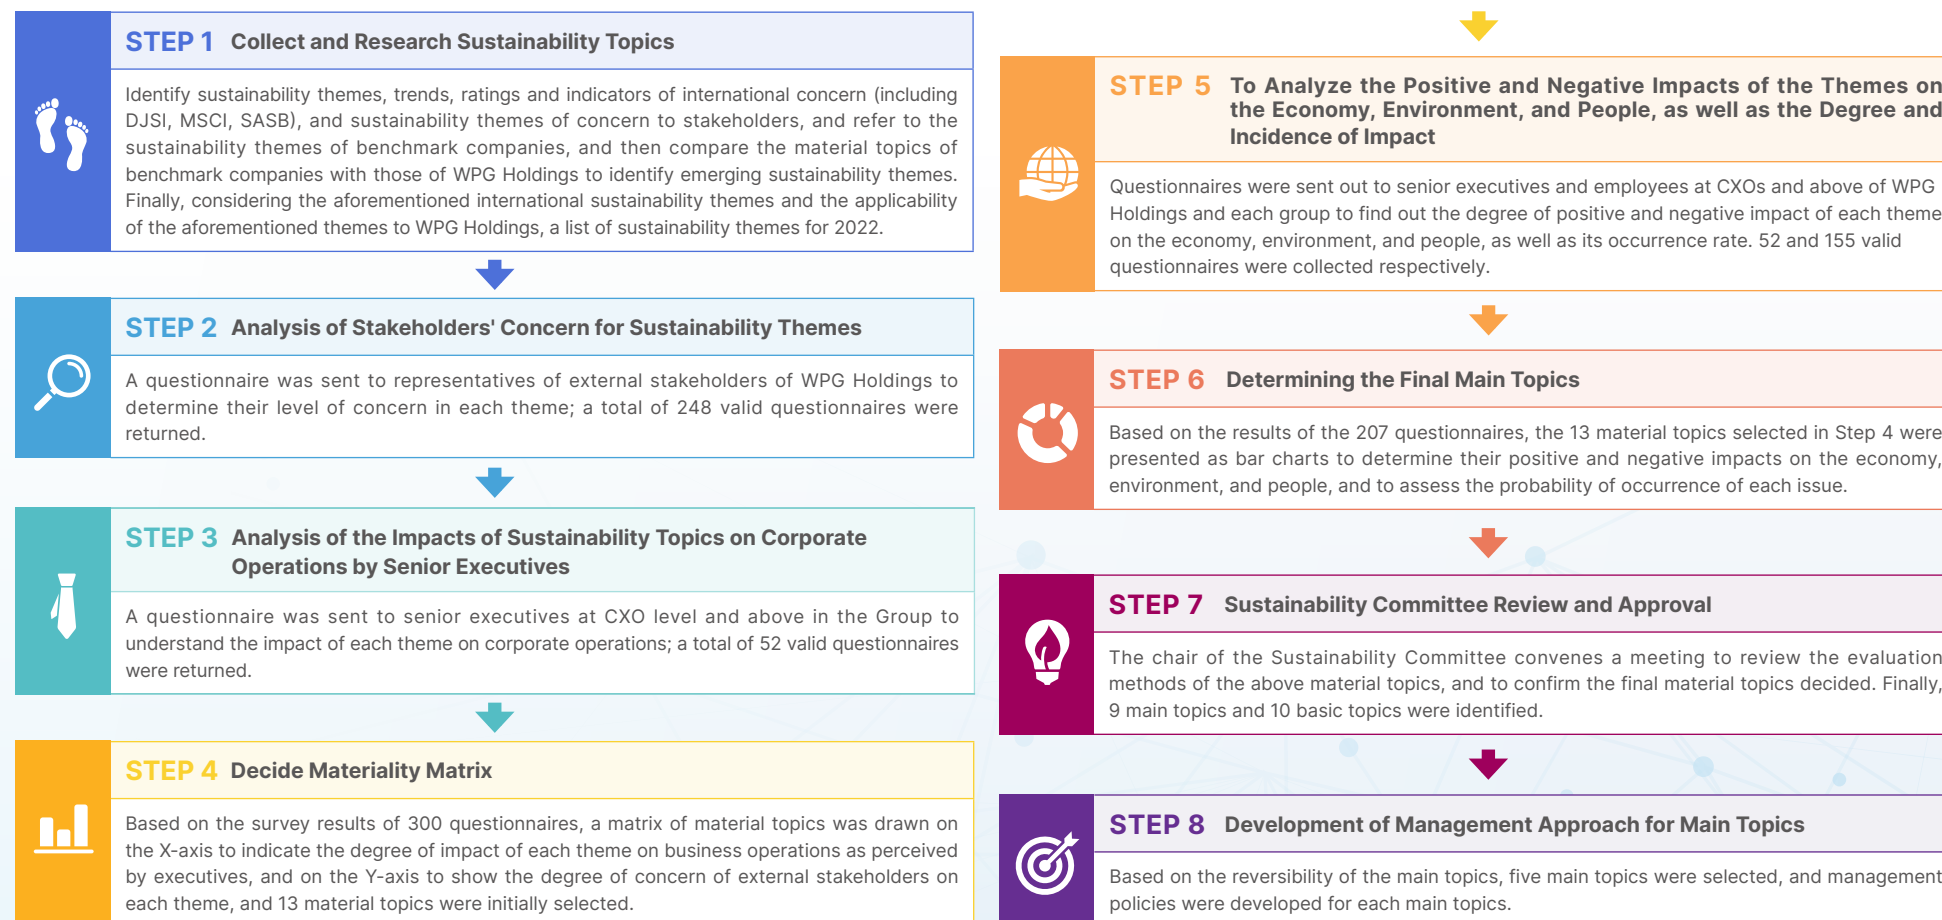 STEP 1 Collect and Research Sustainability Topics
Identify sustainability themes, trends, ratings and indicators of international concern (including
DJSI, MSCI, SASB), and sustainability themes of concern to stakeholders, and refer to the
sustainability themes of benchmark companies, and then compare the material topics of
benchmark companies with those of WPG Holdings to identify emerging sustainability themes.
Finally, considering the aforementioned international sustainability themes and the applicability
of the aforementioned themes to WPG Holdings, a list of sustainability themes for 2022.
STEP 2 Analysis of Stakeholders' Concern for Sustainability Themes
A questionnaire was sent to representatives of external stakeholders of WPG Holdings to
determine their level of concern in each theme; a total of 248 valid questionnaires were
returned.
STEP 3 Analysis of the Impacts of Sustainability Topics on Corporate
Operations by Senior Executives
A questionnaire was sent to senior executives at CXO level and above in the Group to
understand the impact of each theme on corporate operations; a total of 52 valid questionnaires
were returned.
STEP 4 Decide Materiality Matrix
Based on the survey results of 300 questionnaires, a matrix of material topics was drawn on
the X-axis to indicate the degree of impact of each theme on business operations as perceived
by executives, and on the Y-axis to show the degree of concern of external stakeholders on
each theme, and 13 material topics were initially selected.
STEP 5 To Analyze the Positive and Negative Impacts of the Themes on
the Economy, Environment, and People, as well as the Degree and
Incidence of Impact
Questionnaires were sent out to senior executives and employees at CXOs and above of WPG
Holdings and each group to find out the degree of positive and negative impact of each theme
on the economy, environment, and people, as well as its occurrence rate. 52 and 155 valid
questionnaires were collected respectively.
STEP 6 Determining the Final Main Topics
Based on the results of the 207 questionnaires, the 13 material topics selected in Step 4 were
presented as bar charts to determine their positive and negative impacts on the economy,
environment, and people, and to assess the probability of occurrence of each issue.
STEP 7 Sustainability Committee Review and Approval
The chair of the Sustainability Committee convenes a meeting to review the evaluation
methods of the above material topics, and to confirm the final material topics decided. Finally,
9 main topics and 10 basic topics were identified.
STEP 8 Development of Management Approach for Main Topics
Based on the reversibility of the main topics, five main topics were selected, and management
policies were developed for each main topics.